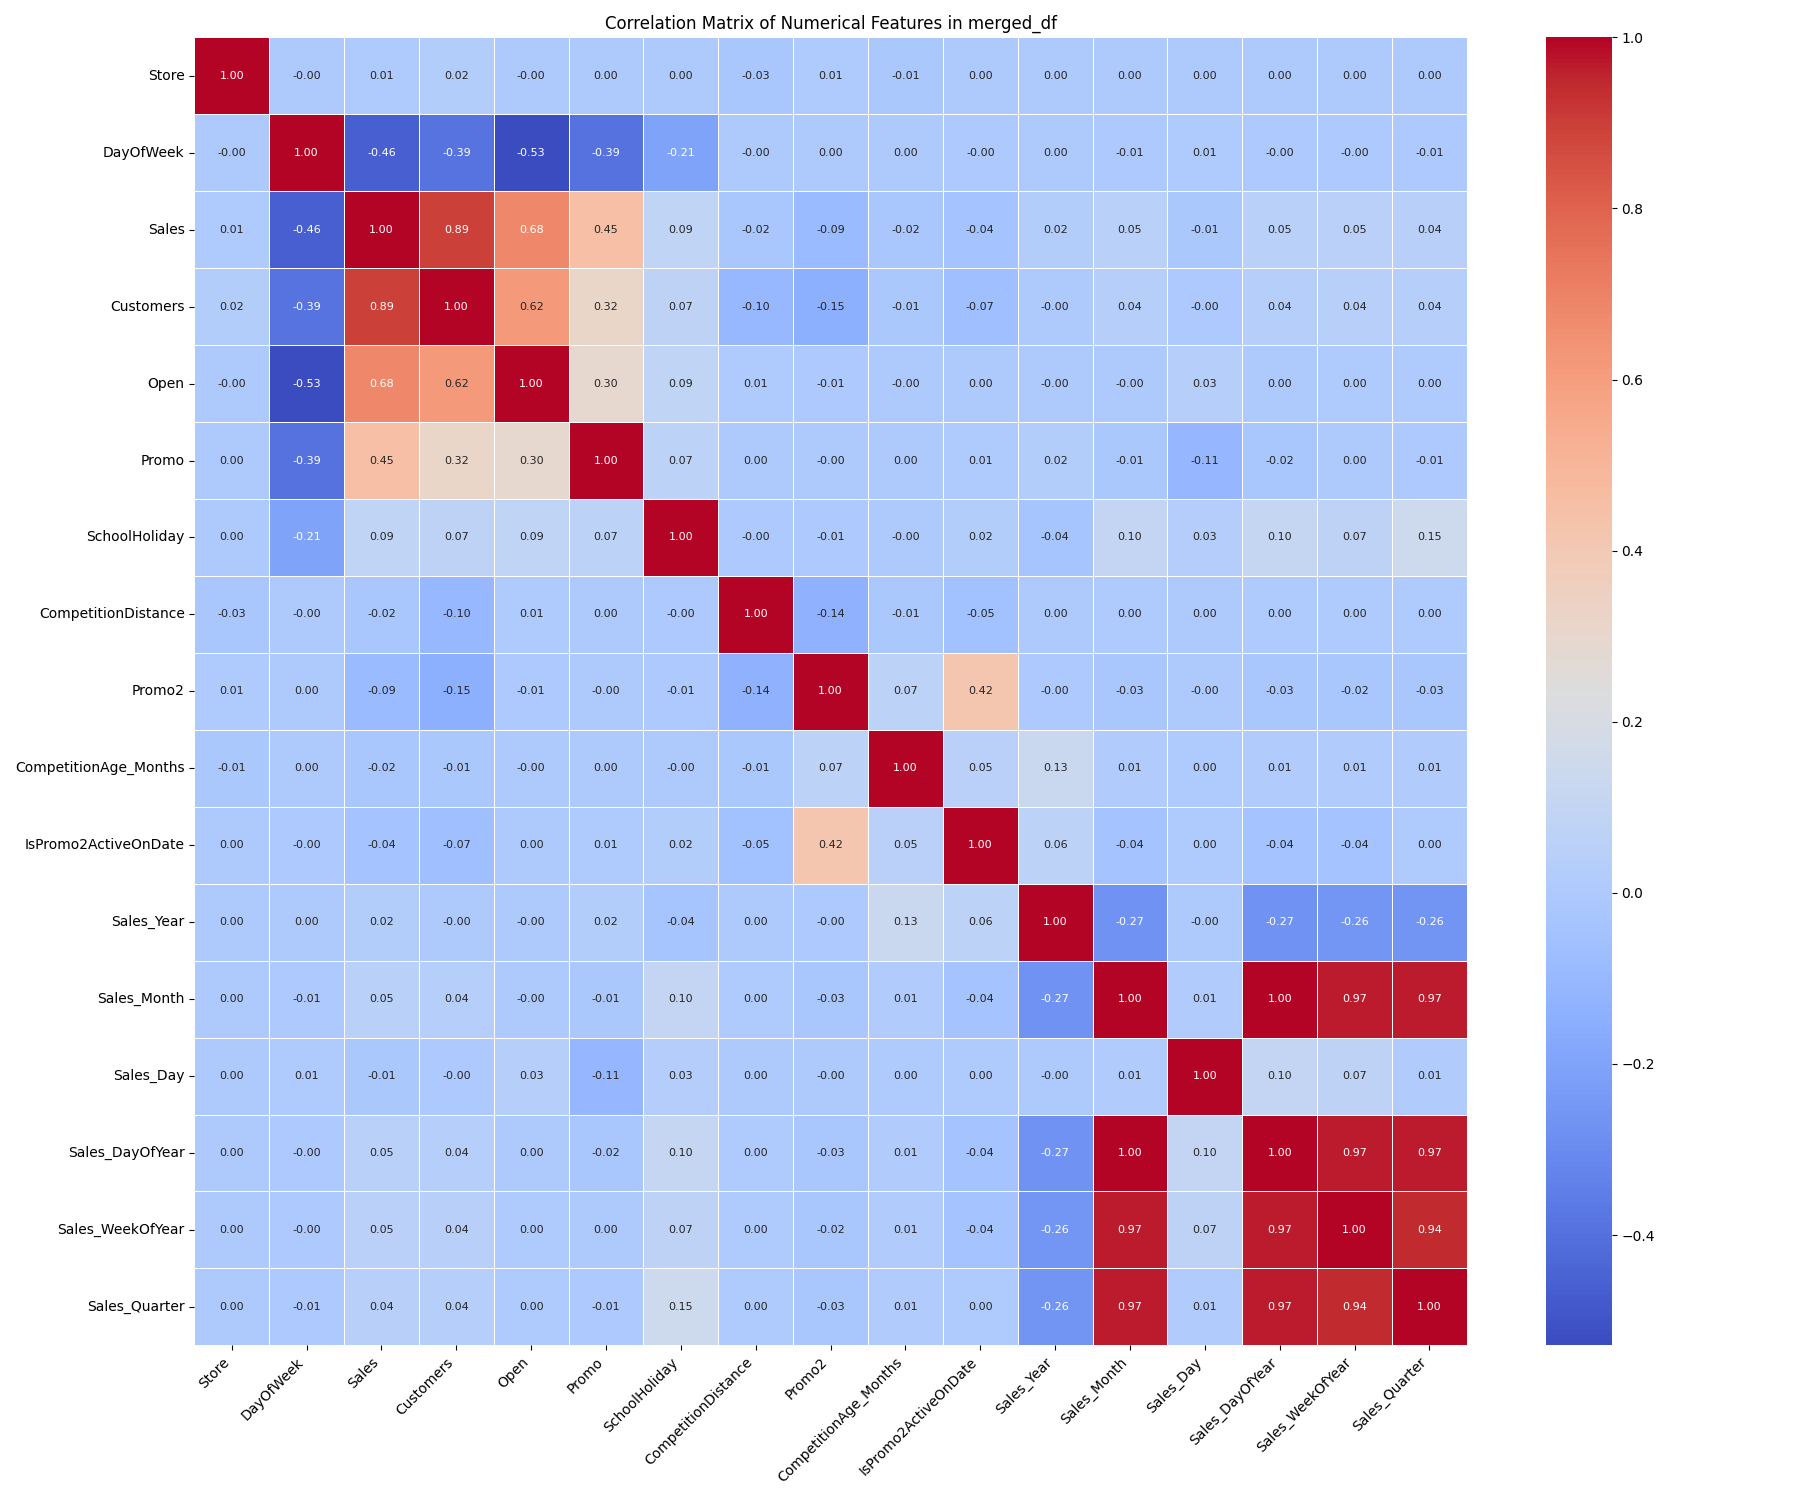 Correlation Matrix of Numerical Features in merged_df
Store 1.00 -0.00 0.01 0.02 -0.00 0.00 0.00 -0.03 0.01 -0.01 0.00 0.00 0.00 0.00 0.00 0.00 0.00
DayOfWeek -0.00 1.00 -0.46 -0.39 -0.53 -0.39 -0.21 -0.00 0.00 0.00 -0.00 0.00 -0.01 0.01 -0.00 -0.00 -0.01
Sales 0.01 -0.46 1.00 0.89 0.68 0.45 0.09 -0.02 -0.09 -0.02 -0.04 0.02 0.05 -0.01 0.05 0.05 0.04
Customers 0.02 -0.39 0.89 1.00 0.62 0.32 0.07 -0.10 -0.15 -0.01 -0.07 -0.00 0.04 -0.00 0.04 0.04 0.04
Open -0.00 -0.53 0.68 0.62 1.00 0.30 0.09 0.01 -0.01 -0.00 0.00 -0.00 -0.00 0.03 0.00 0.00 0.00
Promo 0.00 -0.39 0.45 0.32 0.30 1.00 0.07 0.00 -0.00 0.00 0.01 0.02 -0.01 -0.11 -0.02 0.00 -0.01
SchoolHoliday 0.00 -0.21 0.09 0.07 0.09 0.07 1.00 -0.00 -0.01 -0.00 0.02 -0.04 0.10 0.03 0.10 0.07 0.15
CompetitionDistance -0.03 -0.00 -0.02 -0.10 0.01 0.00 -0.00 1.00 -0.14 -0.01 -0.05 0.00 0.00 0.00 0.00 0.00 0.00
Promo2 0.01 0.00 -0.09 -0.15 -0.01 -0.00 -0.01 -0.14 1.00 0.07 0.42 -0.00 -0.03 -0.00 -0.03 -0.02 -0.03
CompetitionAge_Months -0.01 0.00 -0.02 -0.01 -0.00 0.00 -0.00 -0.01 0.07 1.00 0.05 0.13 0.01 0.00 0.01 0.01 0.01
IsPromo2ActiveOnDate 0.00 -0.00 -0.04 -0.07 0.00 0.01 0.02 -0.05 0.42 0.05 1.00 0.06 -0.04 0.00 -0.04 -0.04 0.00
Sales_Year 0.00 0.00 0.02 -0.00 -0.00 0.02 -0.04 0.00 -0.00 0.13 0.06 1.00 -0.27 -0.00 -0.27 -0.26 -0.26
Sales_Month 0.00 -0.01 0.05 0.04 -0.00 -0.01 0.10 0.00 -0.03 0.01 -0.04 -0.27 1.00 0.01 1.00 0.97 0.97
Sales_Day 0.00 0.01 -0.01 -0.00 0.03 -0.11 0.03 0.00 -0.00 0.00 0.00 -0.00 0.01 1.00 0.10 0.07 0.01
Sales_DayOfYear 0.00 -0.00 0.05 0.04 0.00 -0.02 0.10 0.00 -0.03 0.01 -0.04 -0.27 1.00 0.10 1.00 0.97 0.97
Sales_WeekOfYear 0.00 -0.00 0.05 0.04 0.00 0.00 0.07 0.00 -0.02 0.01 -0.04 -0.26 0.97 0.07 0.97 1.00 0.94
Sales_Quarter 0.00 -0.01 0.04 0.04 0.00 -0.01 0.15 0.00 -0.03 0.01 0.00 -0.26 0.97 0.01 0.97 0.94 1.00
Store
DayOfWeek
Sales
Customers
Open
Promo
SchoolHoliday
CompetitionDistance
Promo2
CompetitionAge_Months
IsPromo2ActiveOnDate
Sales_Year
Sales_Month
Sales_Day
Sales_DayOfYear
Sales_WeekOfYear
Sales_Quarter
1.0
0.8
0.6
0.4
0.2
0.0
−0.2
−0.4